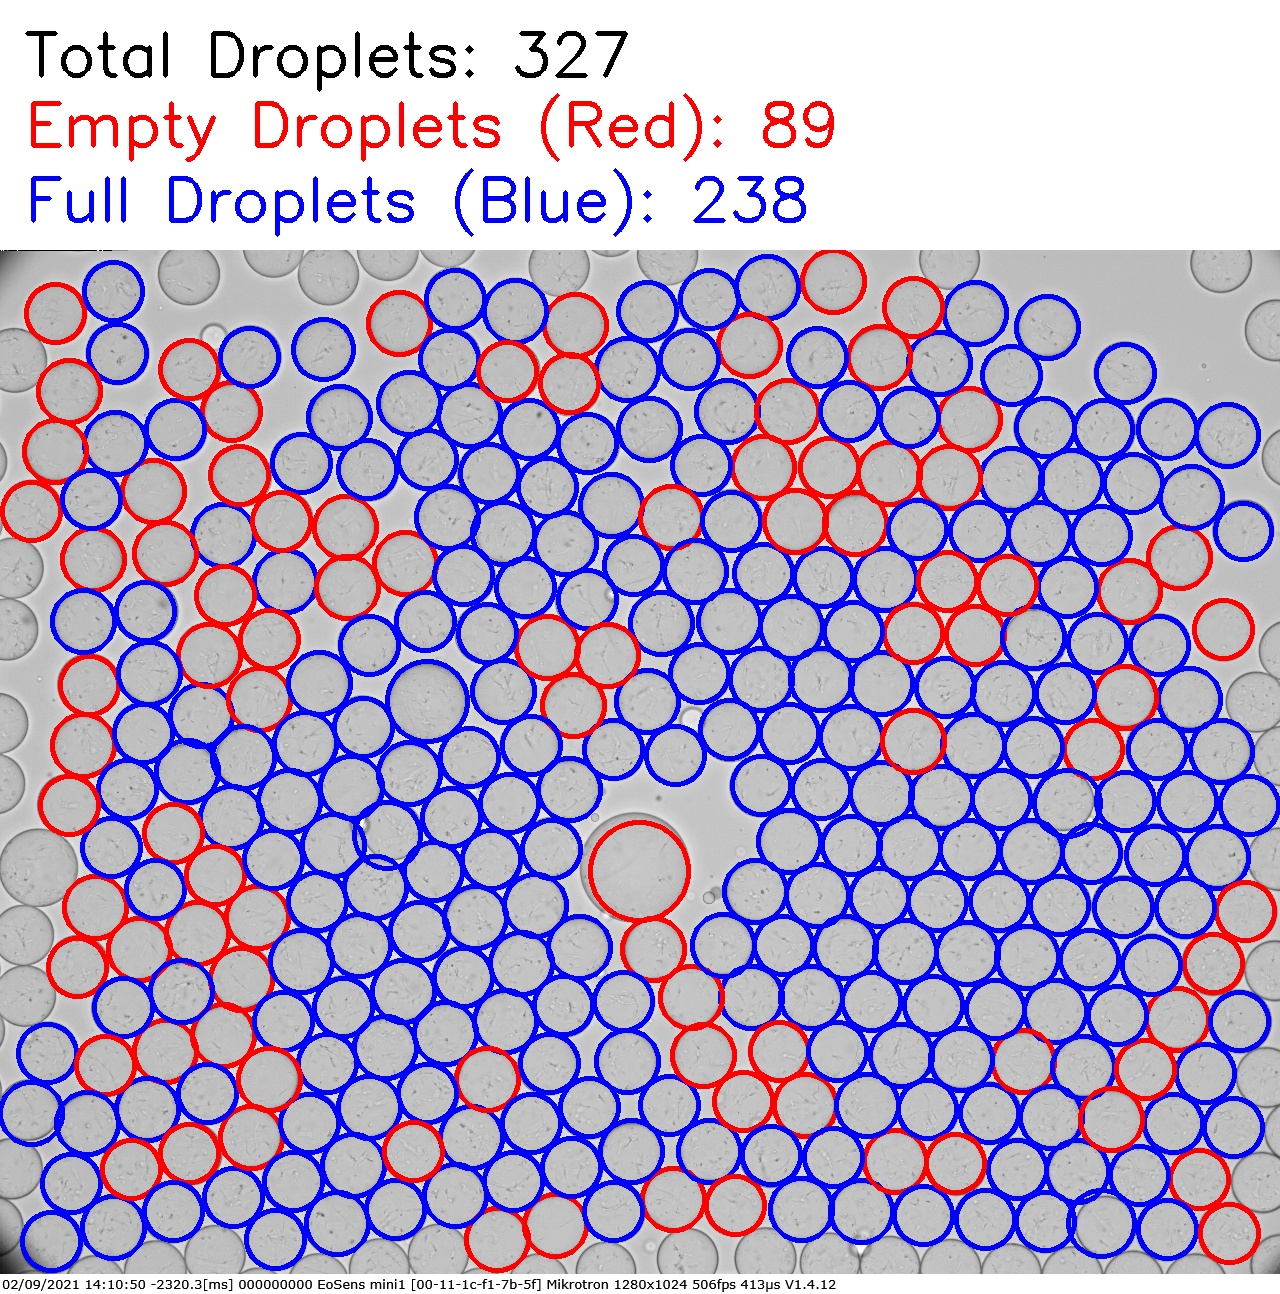 Total Droplets: 327
Empty Droplets (Red): 89
Full Droplets (Blue): 238
02/09/2021 14:10:50 -2320.3[ms] 000000000 EoSens mini1 [00-11-1c-f1-7b-5f] Mikrotron 1280x1024 506fps 413µs V1.4.12